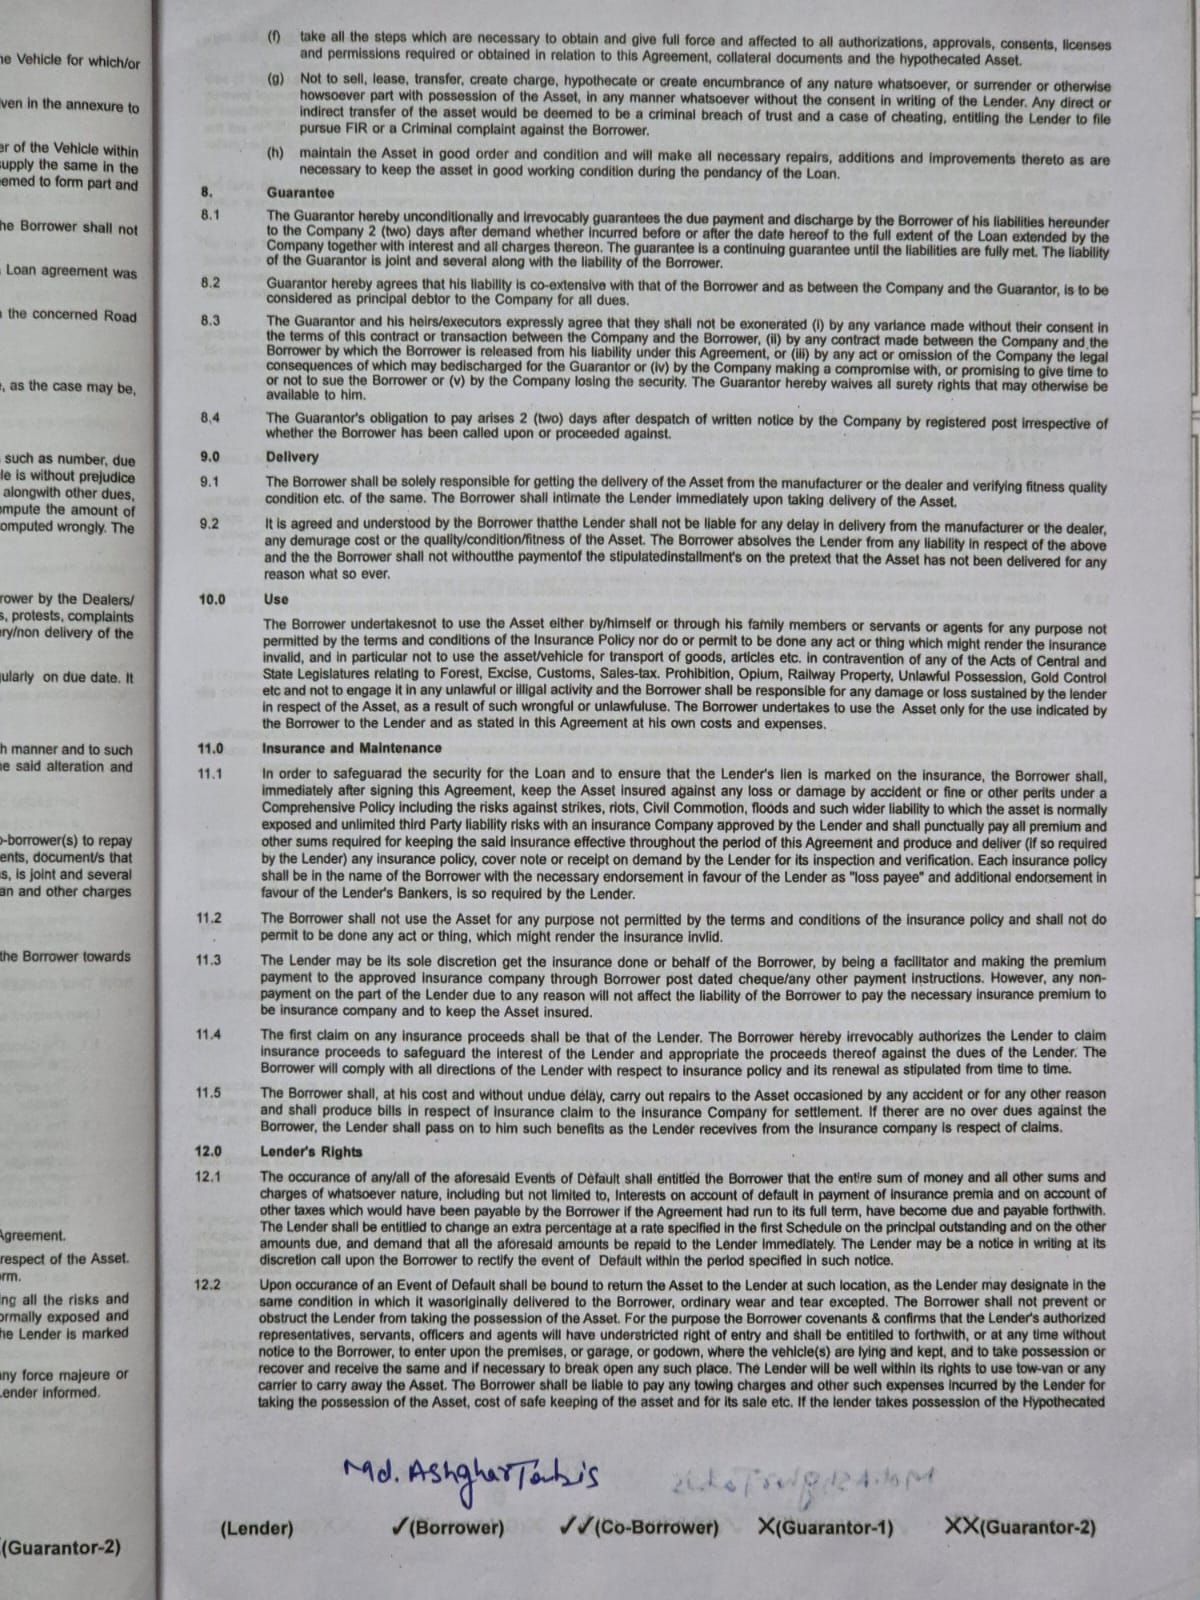 he Vehicle for which/or
iven in the annexure to
er of the Vehicle within
supply the same in the
emed to form part and
he Borrower shall not
Loan agreement was
the concerned Road
, as the case may be,
such as number, due
le is without prejudice
alongwith other dues,
ompute the amount of
omputed wrongly. The
rower by the Dealers/
s, protests, complaints
ery/non delivery of the
gularly on due date. It
h manner and to such
he said alteration and
o-borrower(s) to repay
ents, document/s that
s, is joint and several
an and other charges
the Borrower towards
Agreement.
respect of the Asset.
orm.
ing all the risks and
ormally exposed and
he Lender is marked
any force majeure or
Lender informed.
(Guarantor-2)
(f) take all the steps which are necessary to obtain and give full force and affected to all authorizations, approvals, consents, licenses
and permissions required or obtained in relation to this Agreement, collateral documents and the hypothecated Asset.
(g) Not to sell, lease, transfer, create charge, hypothecate or create encumbrance of any nature whatsoever, or surrender or otherwise
howsoever part with possession of the Asset, in any manner whatsoever without the consent in writing of the Lender. Any direct or
indirect transfer of the asset would be deemed to be a criminal breach of trust and a case of cheating, entitling the Lender to file
pursue FIR or a Criminal complaint against the Borrower.
(h) maintain the Asset in good order and condition and will make all necessary repairs, additions and improvements thereto as are
necessary to keep the asset in good working condition during the pendancy of the Loan.
8. Guarantee
8.1 The Guarantor hereby unconditionally and irrevocably guarantees the due payment and discharge by the Borrower of his liabilities hereunder
to the Company 2 (two) days after demand whether incurred before or after the date hereof to the full extent of the Loan extended by the
Company together with interest and all charges thereon. The guarantee is a continuing guarantee until the liabilities are fully met. The liability
of the Guarantor is joint and several along with the liability of the Borrower.
8.2 Guarantor hereby agrees that his liability is co-extensive with that of the Borrower and as between the Company and the Guarantor, is to be
considered as principal debtor to the Company for all dues.
8.3 The Guarantor and his heirs/executors expressly agree that they shall not be exonerated (i) by any variance made without their consent in
the terms of this contract or transaction between the Company and the Borrower, (ii) by any contract made between the Company and the
Borrower by which the Borrower is released from his liability under this Agreement, or (iii) by any act or omission of the Company the legal
consequences of which may bedischarged for the Guarantor or (iv) by the Company making a compromise with, or promising to give time to
or not to sue the Borrower or (v) by the Company losing the security. The Guarantor hereby waives all surety rights that may otherwise be
available to him.
8.4 The Guarantor's obligation to pay arises 2 (two) days after despatch of written notice by the Company by registered post irrespective of
whether the Borrower has been called upon or proceeded against.
9.0 Delivery
9.1 The Borrower shall be solely responsible for getting the delivery of the Asset from the manufacturer or the dealer and verifying fitness quality
condition etc. of the same. The Borrower shall intimate the Lender immediately upon taking delivery of the Asset.
9.2 It is agreed and understood by the Borrower thatthe Lender shall not be liable for any delay in delivery from the manufacturer or the dealer,
any demurage cost or the quality/condition/fitness of the Asset. The Borrower absolves the Lender from any liability in respect of the above
and the the Borrower shall not withoutthe paymentof the stipulatedinstallment's on the pretext that the Asset has not been delivered for any
reason what so ever.
10.0 Use
The Borrower undertakesnot to use the Asset either by/himself or through his family members or servants or agents for any purpose not
permitted by the terms and conditions of the Insurance Policy nor do or permit to be done any act or thing which might render the Insurance
invalid, and in particular not to use the asset/vehicle for transport of goods, articles etc. in contravention of any of the Acts of Central and
State Legislatures relating to Forest, Excise, Customs, Sales-tax. Prohibition, Opium, Railway Property, Unlawful Possession, Gold Control
etc and not to engage it in any unlawful or illigal activity and the Borrower shall be responsible for any damage or loss sustained by the lender
in respect of the Asset, as a result of such wrongful or unlawfuluse. The Borrower undertakes to use the Asset only for the use indicated by
the Borrower to the Lender and as stated in this Agreement at his own costs and expenses.
11.0 Insurance and Maintenance
11.1 In order to safeguarad the security for the Loan and to ensure that the Lender's lien is marked on the insurance, the Borrower shall,
immediately after signing this Agreement, keep the Asset insured against any loss or damage by accident or fine or other perits under a
Comprehensive Policy including the risks against strikes, riots, Civil Commotion, floods and such wider liability to which the asset is normally
exposed and unlimited third Party liability risks with an insurance Company approved by the Lender and shall punctually pay all premium and
other sums required for keeping the said insurance effective throughout the period of this Agreement and produce and deliver (if so required
by the Lender) any insurance policy, cover note or receipt on demand by the Lender for its inspection and verification. Each insurance policy
shall be in the name of the Borrower with the necessary endorsement in favour of the Lender as "loss payee" and additional endorsement in
favour of the Lender's Bankers, is so required by the Lender.
11.2 The Borrower shall not use the Asset for any purpose not permitted by the terms and conditions of the insurance policy and shall not do
permit to be done any act or thing, which might render the insurance invlid.
11.3 The Lender may be its sole discretion get the insurance done or behalf of the Borrower, by being a facilitator and making the premium
payment to the approved insurance company through Borrower post dated cheque/any other payment instructions. However, any non-
payment on the part of the Lender due to any reason will not affect the liability of the Borrower to pay the necessary insurance premium to
be insurance company and to keep the Asset insured.
11.4 The first claim on any insurance proceeds shall be that of the Lender. The Borrower hereby irrevocably authorizes the Lender to claim
insurance proceeds to safeguard the interest of the Lender and appropriate the proceeds thereof against the dues of the Lender. The
Borrower will comply with all directions of the Lender with respect to insurance policy and its renewal as stipulated from time to time.
11.5 The Borrower shall, at his cost and without undue delay, carry out repairs to the Asset occasioned by any accident or for any other reason
and shall produce bills in respect of Insurance claim to the Insurance Company for settlement. If therer are no over dues against the
Borrower, the Lender shall pass on to him such benefits as the Lender recevives from the insurance company is respect of claims.
12.0 Lender's Rights
12.1 The occurance of any/all of the aforesaid Events of Default shall entitled the Borrower that the entire sum of money and all other sums and
charges of whatsoever nature, including but not limited to, Interests on account of default in payment of insurance premia and on account of
other taxes which would have been payable by the Borrower if the Agreement had run to its full term, have become due and payable forthwith.
The Lender shall be entitlied to change an extra percentage at a rate specified in the first Schedule on the principal outstanding and on the other
amounts due, and demand that all the aforesaid amounts be repaid to the Lender immediately. The Lender may be a notice in writing at its
discretion call upon the Borrower to rectify the event of Default within the period specified in such notice.
12.2 Upon occurance of an Event of Default shall be bound to return the Asset to the Lender at such location, as the Lender may designate in the
same condition in which it wasoriginally delivered to the Borrower, ordinary wear and tear excepted. The Borrower shall not prevent or
obstruct the Lender from taking the possession of the Asset. For the purpose the Borrower covenants & confirms that the Lender's authorized
representatives, servants, officers and agents will have understricted right of entry and shall be entitiled to forthwith, or at any time without
notice to the Borrower, to enter upon the premises, or garage, or godown, where the vehicle(s) are lying and kept, and to take possession or
recover and receive the same and if necessary to break open any such place. The Lender will be well within its rights to use tow-van or any
carrier to carry away the Asset. The Borrower shall be liable to pay any towing charges and other such expenses incurred by the Lender for
taking the possession of the Asset, cost of safe keeping of the asset and for its sale etc. If the lender takes possession of the Hypothecated
Md. Ashghar Tabis
(Lender) ✓(Borrower) ✓✓(Co-Borrower) X(Guarantor-1) XX(Guarantor-2)